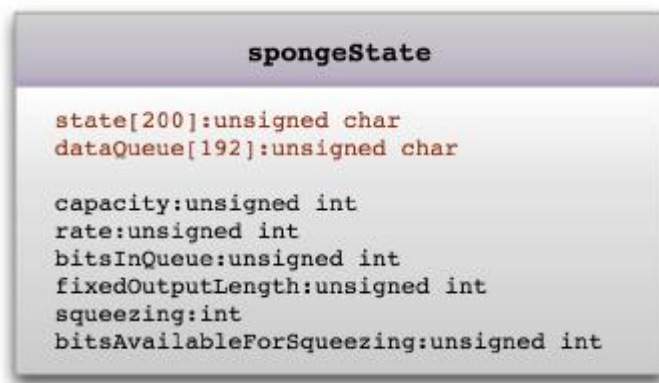 spongeState
state[200]:unsigned char
dataQueue[192]:unsigned char
capacity:unsigned int
rate:unsigned int
bitsInQueue:unsigned int
fixedOutputLength:unsigned int
squeezing:int
bitsAvailableForSqueezing:unsigned int